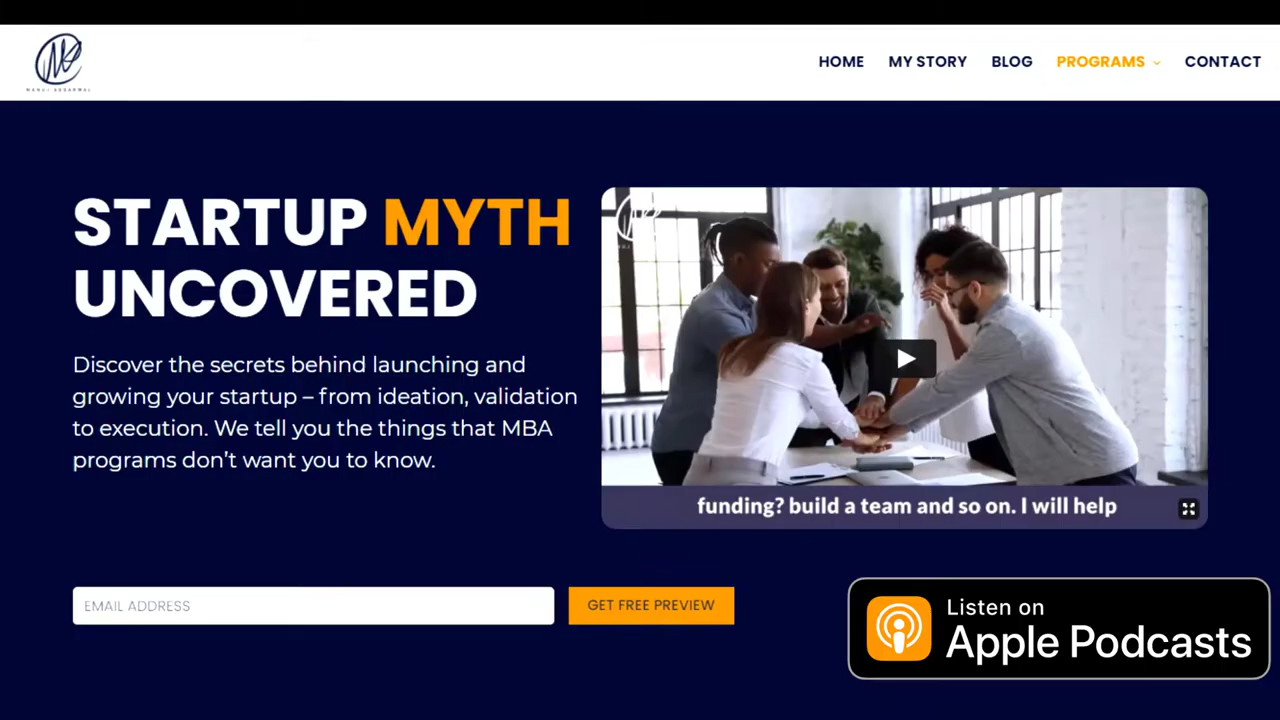 HOME MY STORY BLOG PROGRAMS CONTACT
MANUJ AGGARWAL
STARTUP MYTH
UNCOVERED
Discover the secrets behind launching and
growing your startup – from ideation, validation
to execution. We tell you the things that MBA
programs don't want you to know.
funding? build a team and so on. I will help
EMAIL ADDRESS
GET FREE PREVIEW
Listen on
Apple Podcasts